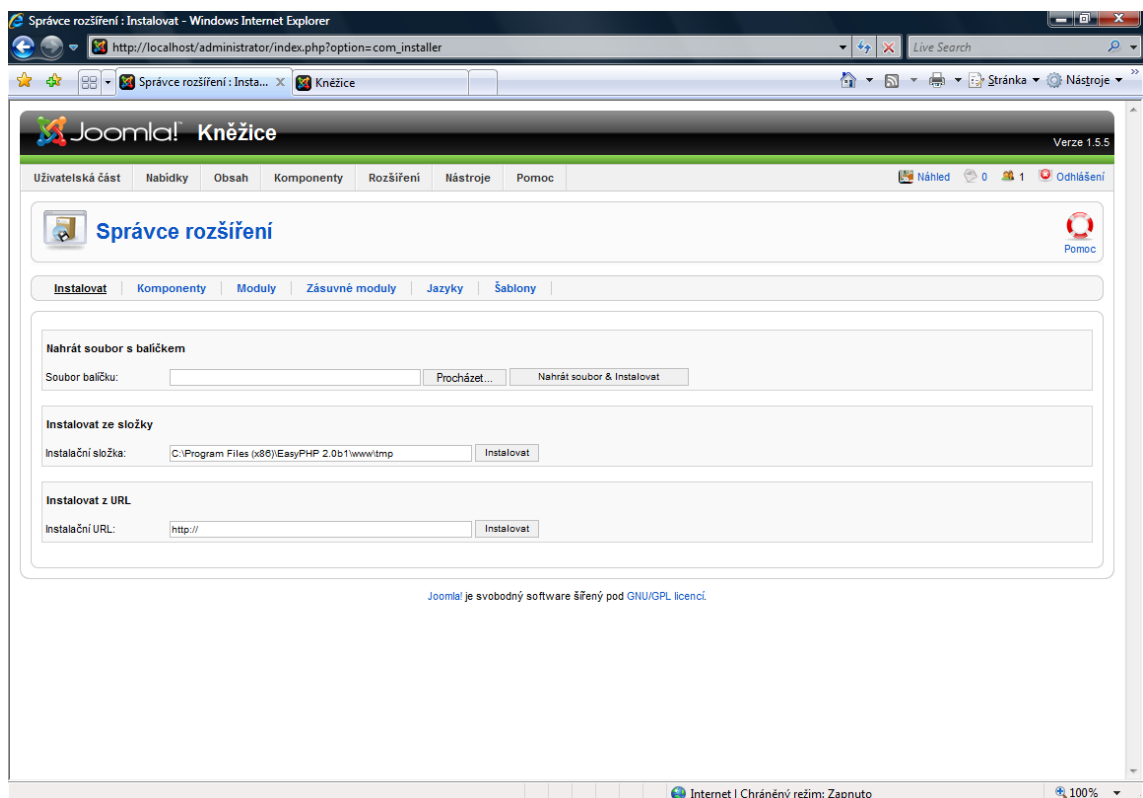 Správce rozšíření : Instalovat - Windows Internet Explorer
http://localhost/administrator/index.php?option=com_installer
Live Search
Správce rozšíření : Insta... Kněžice Stránka Nástroje
Joomla! Kněžice
Verze 1.5.5
Uživatelská část Nabídky Obsah Komponenty Rozšíření Nástroje Pomoc Náhled 0 1 Odhlášení
Správce rozšíření
Pomoc
Instalovat Komponenty Moduly Zásuvné moduly Jazyky Šablony
Nahrát soubor s balíčkem
Soubor balíčku: Procházet... Nahrát soubor & Instalovat
Instalovat ze složky
Instalační složka: C:\Program Files (x86)\EasyPHP 2.0b1\www\tmp Instalovat
Instalovat z URL
Instalační URL: http:// Instalovat
Joomla! je svobodný software šířený pod GNU/GPL licencí.
Internet | Chráněný režim: Zapnuto 100%